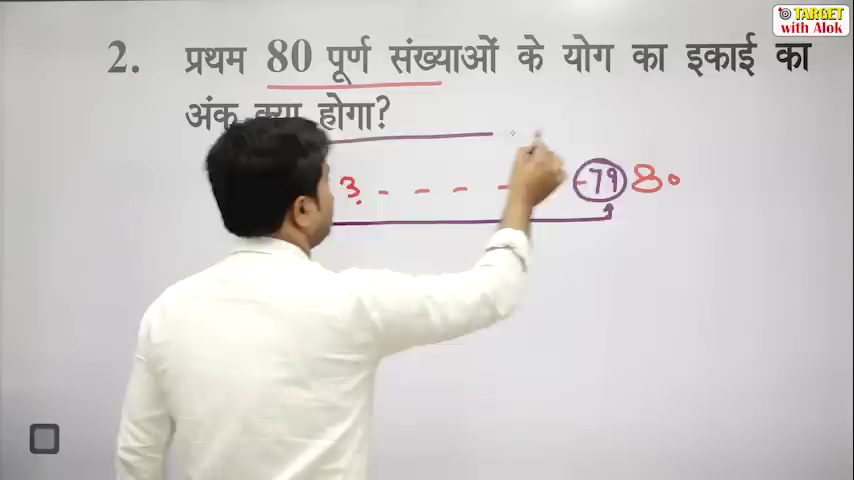 TARGET
with Alok
2. प्रथम 80 पूर्ण संख्याओं के योग का इकाई का
अंक क्या होगा?
3 - - - - -79 80